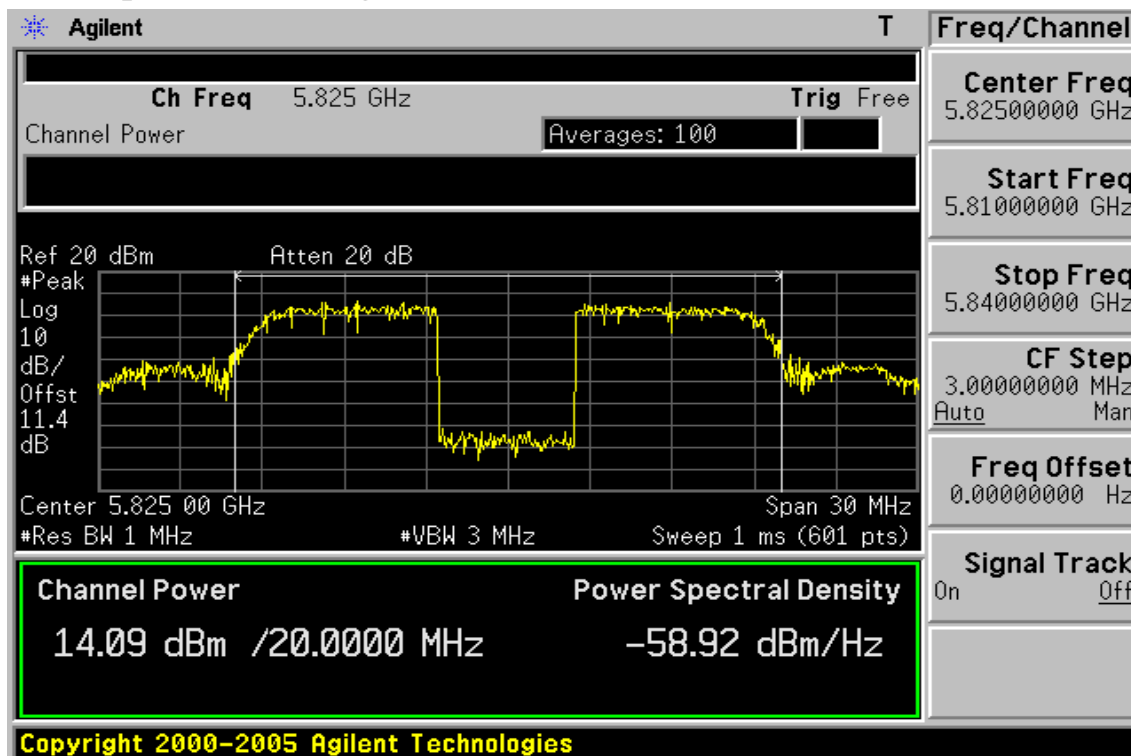 Agilent T
Freq/Channel
Ch Freq 5.825 GHz Trig Free
Channel Power Averages: 100
Ref 20 dBm Atten 20 dB
#Peak
Log
10
dB/
Offst
11.4
dB
Center 5.825 00 GHz Span 30 MHz
#Res BW 1 MHz #VBW 3 MHz Sweep 1 ms (601 pts)
Channel Power Power Spectral Density
14.09 dBm /20.0000 MHz -58.92 dBm/Hz
Center Freq
5.82500000 GHz
Start Freq
5.81000000 GHz
Stop Freq
5.84000000 GHz
CF Step
3.00000000 MHz
Auto Man
Freq Offset
0.00000000 Hz
Signal Track
On Off
Copyright 2000-2005 Agilent Technologies